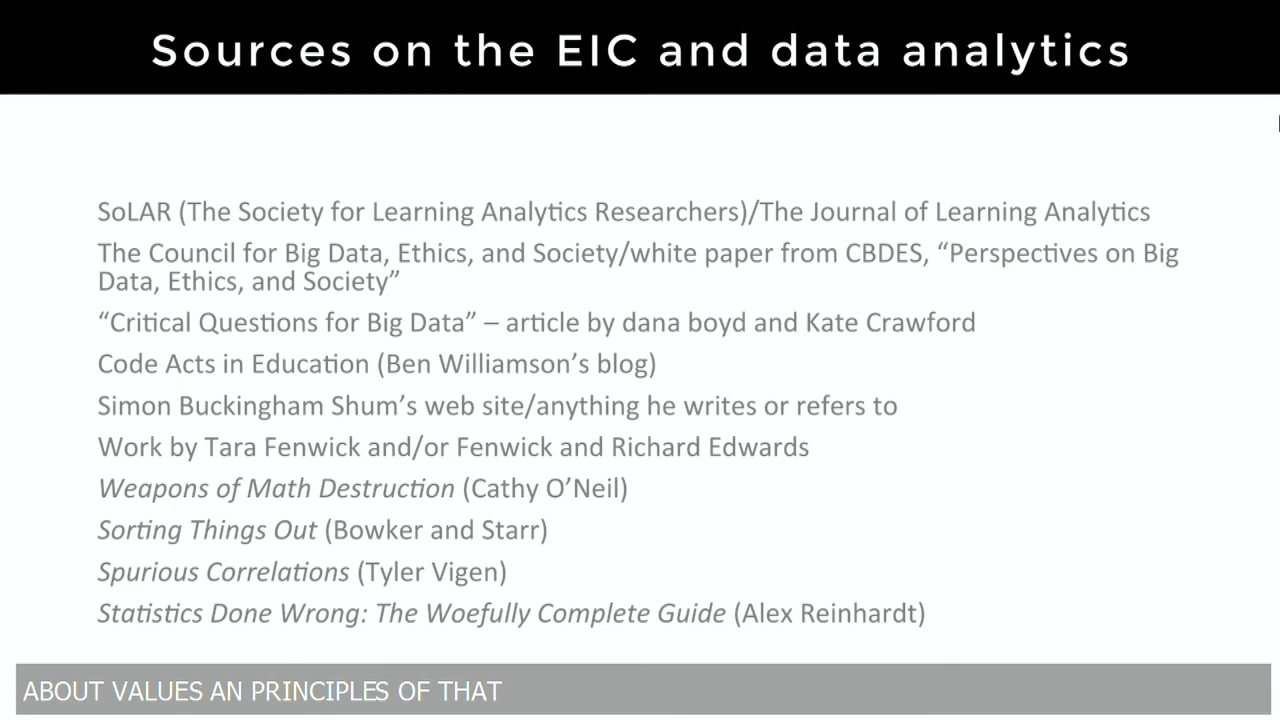 Sources on the EIC and data analytics
SoLAR (The Society for Learning Analytics Researchers)/The Journal of Learning Analytics
The Council for Big Data, Ethics, and Society/white paper from CBDES, “Perspectives on Big
Data, Ethics, and Society”
“Critical Questions for Big Data” – article by dana boyd and Kate Crawford
Code Acts in Education (Ben Williamson’s blog)
Simon Buckingham Shum’s web site/anything he writes or refers to
Work by Tara Fenwick and/or Fenwick and Richard Edwards
Weapons of Math Destruction (Cathy O’Neil)
Sorting Things Out (Bowker and Starr)
Spurious Correlations (Tyler Vigen)
Statistics Done Wrong: The Woefully Complete Guide (Alex Reinhardt)
ABOUT VALUES AN PRINCIPLES OF THAT